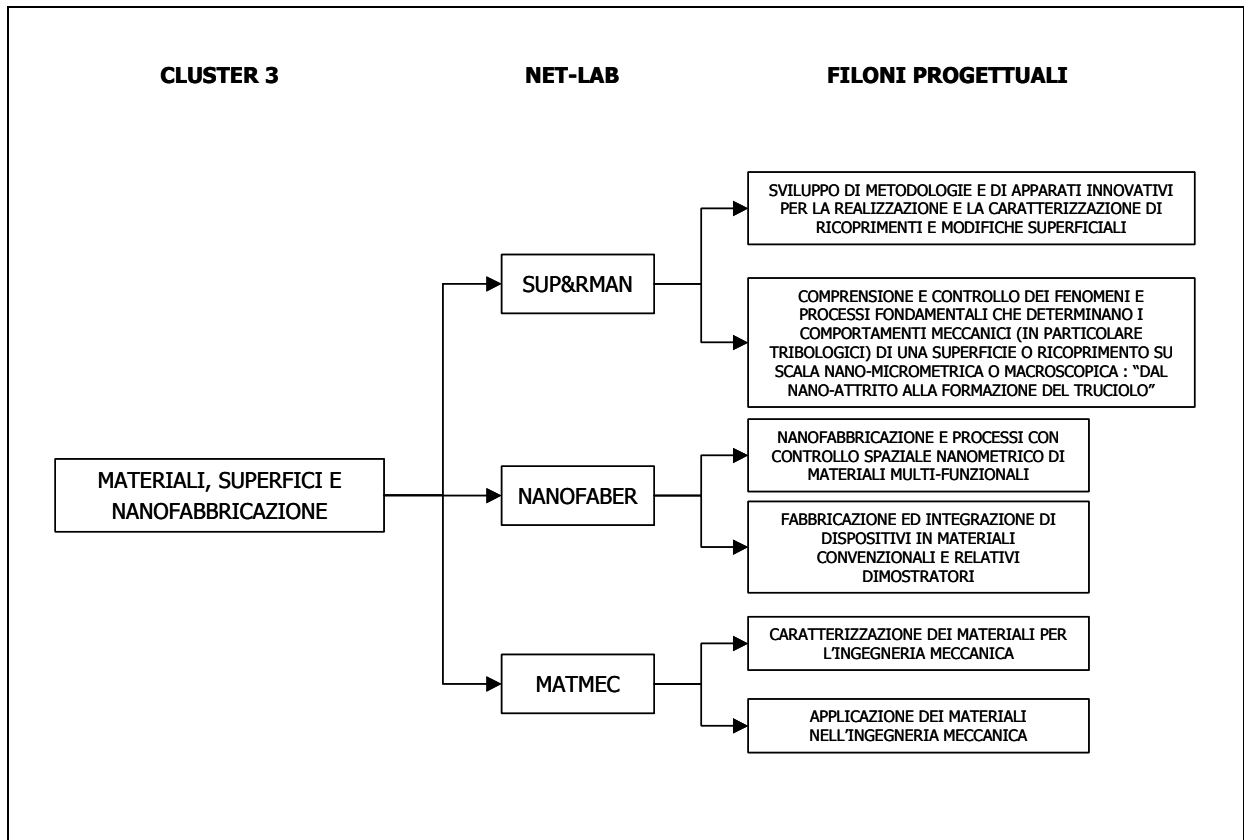 CLUSTER 3
NET-LAB
FILONI PROGETTUALI
MATERIALI, SUPERFICI E
NANOFABBRICAZIONE
SUP&RMAN
SVILUPPO DI METODOLOGIE E DI APPARATI INNOVATIVI
PER LA REALIZZAZIONE E LA CARATTERIZZAZIONE DI
RICOPRIMENTI E MODIFICHE SUPERFICIALI
COMPRENSIONE E CONTROLLO DEI FENOMENI E
PROCESSI FONDAMENTALI CHE DETERMINANO I
COMPORTAMENTI MECCANICI (IN PARTICOLARE
TRIBOLOGICI) DI UNA SUPERFICIE O RICOPRIMENTO SU
SCALA NANO-MICROMETRICA O MACROSCOPICA : “DAL
NANO-ATTRITO ALLA FORMAZIONE DEL TRUCIOLO”
NANOFABER
NANOFABBRICAZIONE E PROCESSI CON
CONTROLLO SPAZIALE NANOMETRICO DI
MATERIALI MULTI-FUNZIONALI
FABBRICAZIONE ED INTEGRAZIONE DI
DISPOSITIVI IN MATERIALI
CONVENZIONALI E RELATIVI
DIMOSTRATORI
MATMEC
CARATTERIZZAZIONE DEI MATERIALI PER
L’INGEGNERIA MECCANICA
APPLICAZIONE DEI MATERIALI
NELL’INGEGNERIA MECCANICA